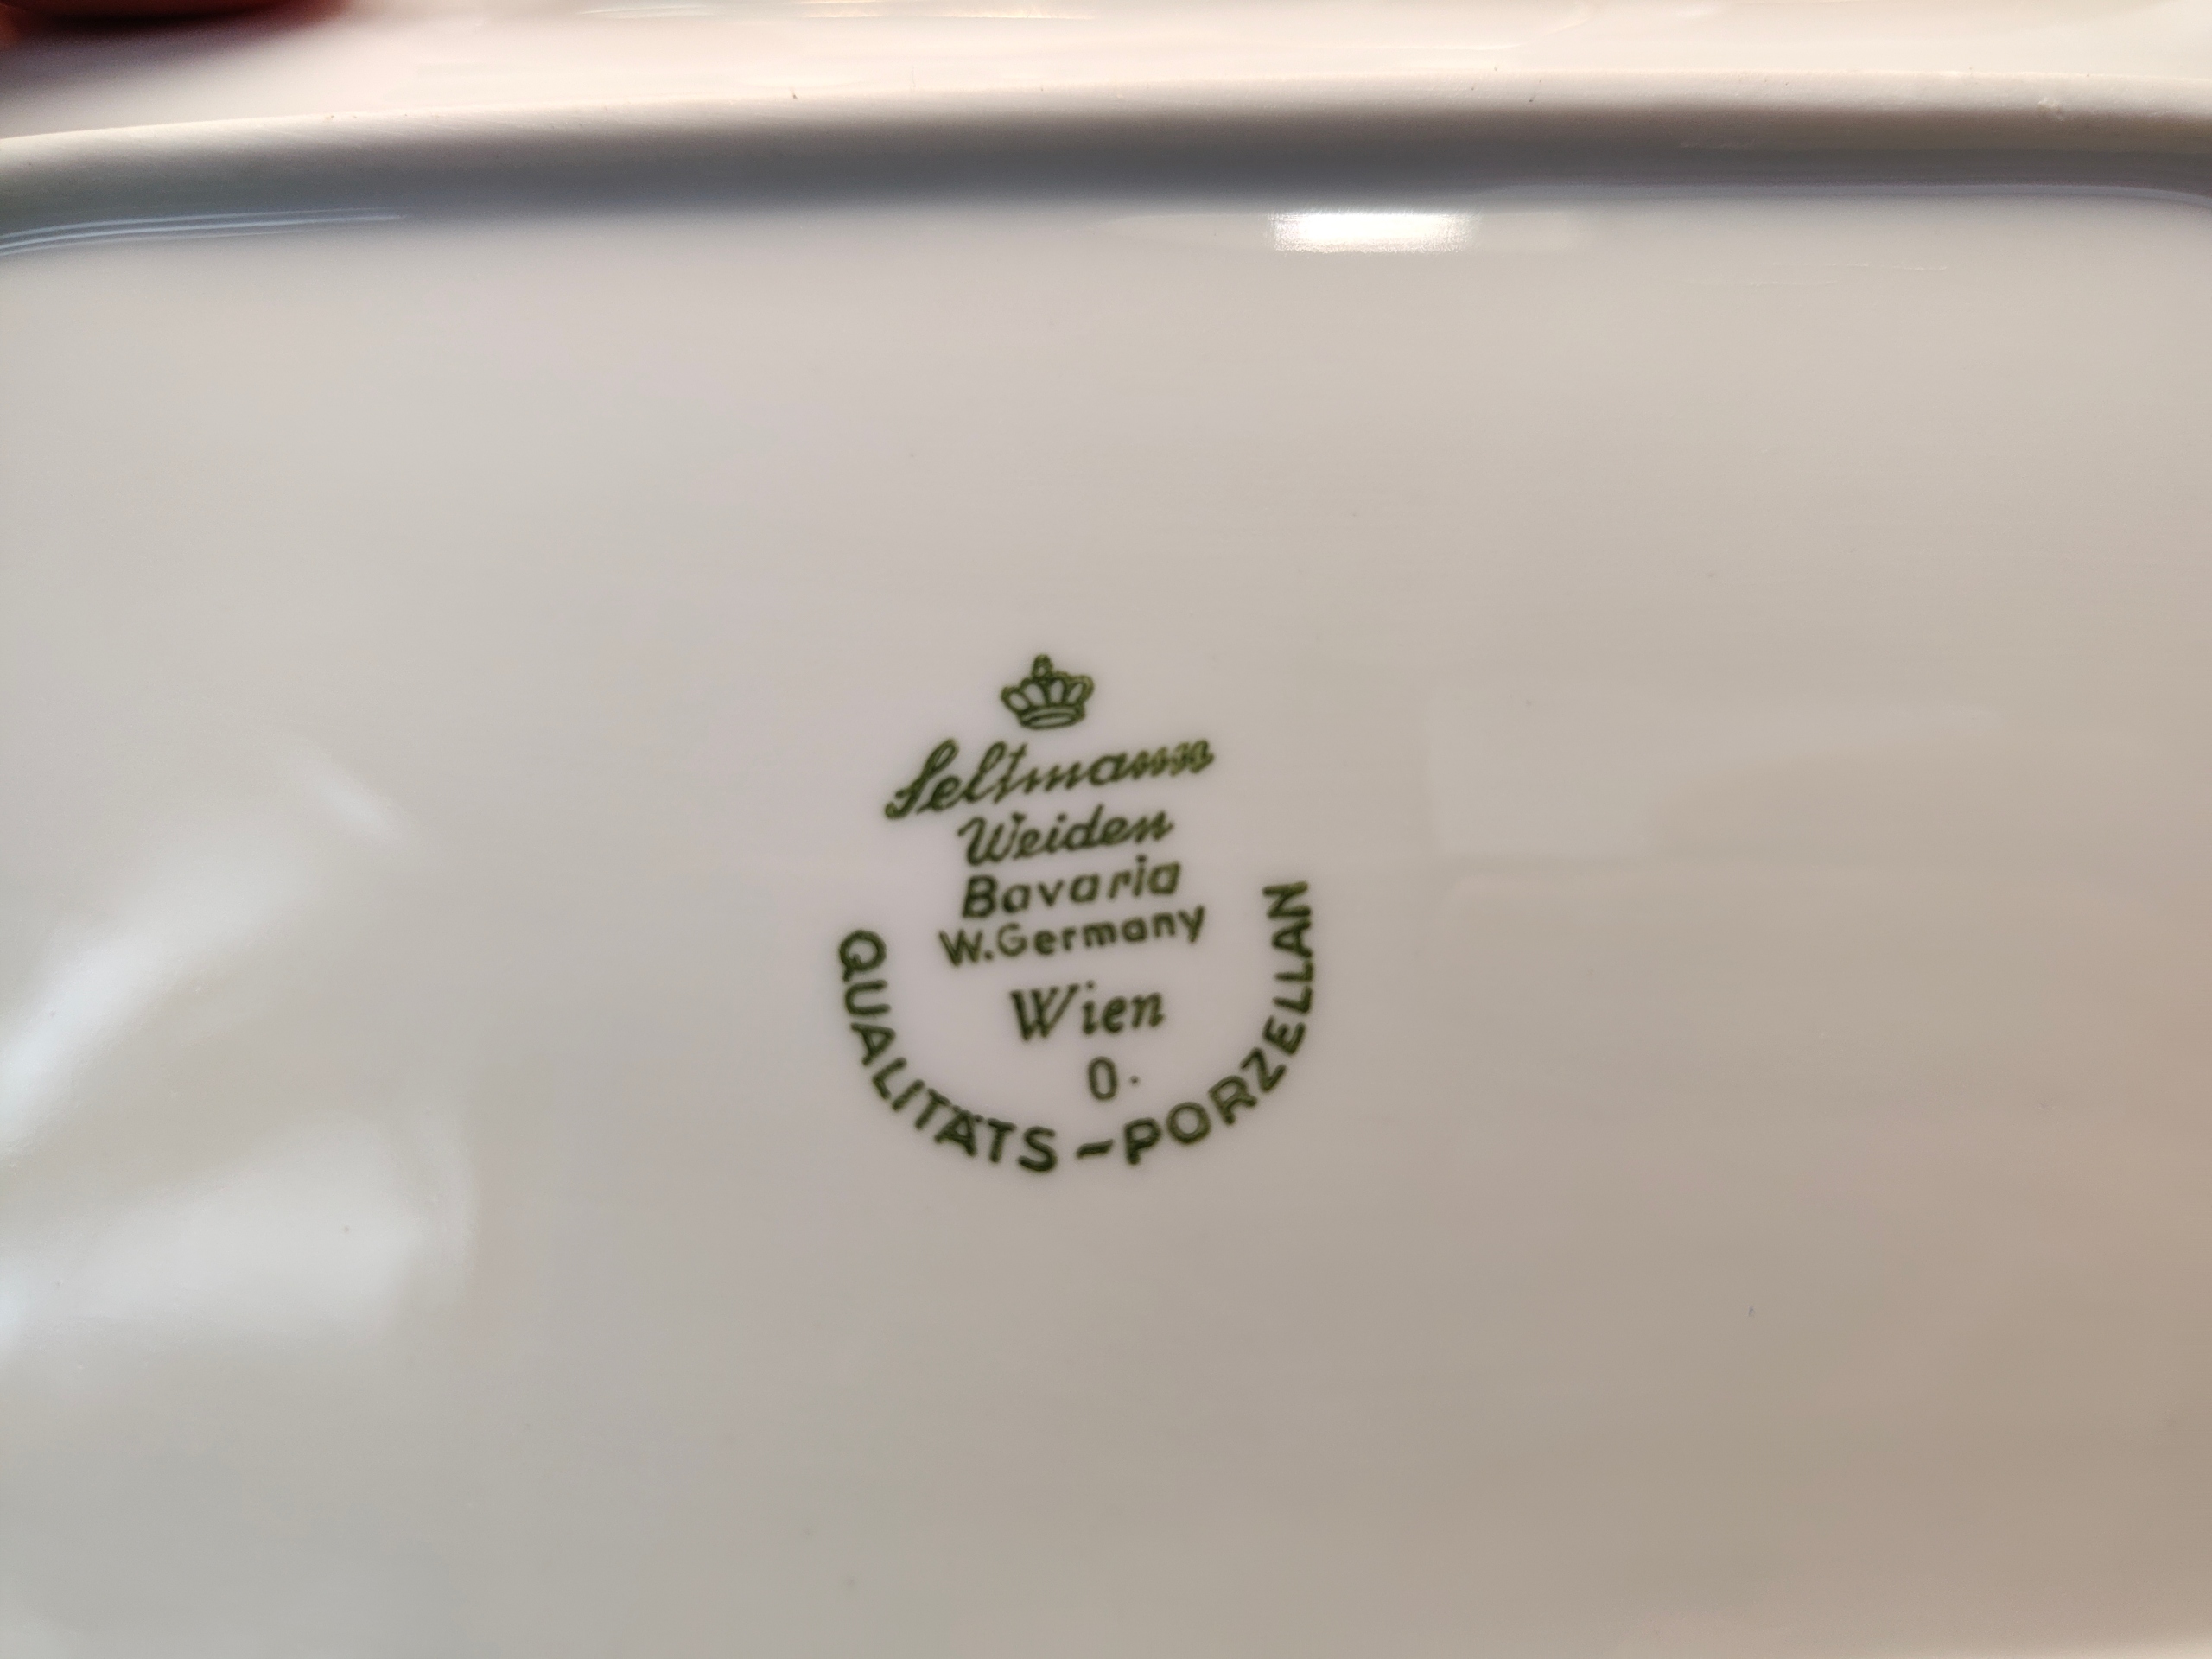 Seltmann
Weiden
Bavaria
W.Germany
Wien
0.
QUALITÄTS-PORZELLAN